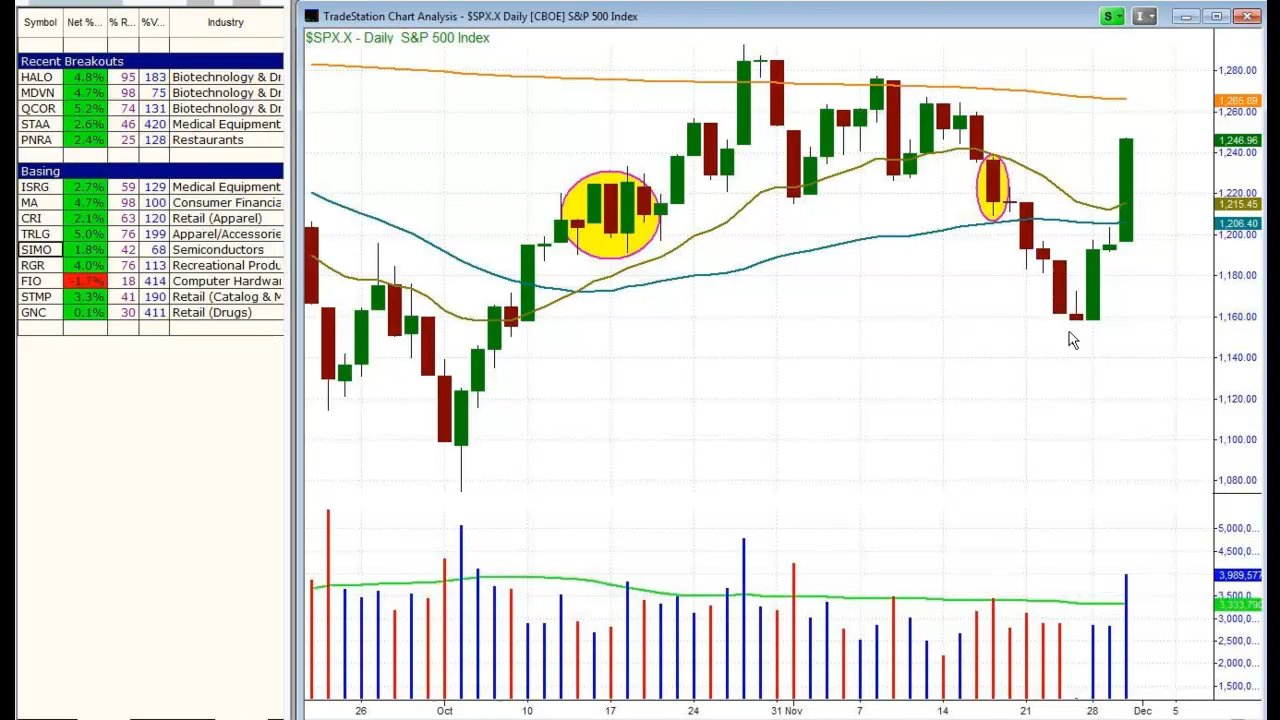 Symbol Net %... % R... %V... Industry
Recent Breakouts
HALO 4.8% 95 183 Biotechnology & Dr
MDVN 4.7% 98 75 Biotechnology & Dr
QCOR 5.2% 74 131 Biotechnology & Dr
STAA 2.6% 46 420 Medical Equipment
PNRA 2.4% 25 128 Restaurants
Basing
ISRG 2.7% 59 129 Medical Equipment
MA 4.7% 98 100 Consumer Financia
CRI 2.1% 63 120 Retail (Apparel)
TRLG 5.0% 76 199 Apparel/Accessorie
SIMO 1.8% 42 68 Semiconductors
RGR 4.0% 76 113 Recreational Produ
FIO -1.7% 18 414 Computer Hardwar
STMP 3.3% 41 190 Retail (Catalog & M
GNC 0.1% 30 411 Retail (Drugs)
TradeStation Chart Analysis - $SPX.X Daily [CBOE] S&P 500 Index
S I
$SPX.X - Daily S&P 500 Index
1,280.00
1,265.89
1,260.00
1,246.96
1,240.00
1,220.00
1,215.45
1,206.40
1,200.00
1,180.00
1,160.00
1,140.00
1,120.00
1,100.00
1,080.00
5,000,0...
4,500,0...
3,989,577
3,500,0...
3,333,790
3,000,0...
2,500,0...
2,000,0...
1,500,0...
26 Oct 10 17 24 31 Nov 7 14 21 28 Dec 5